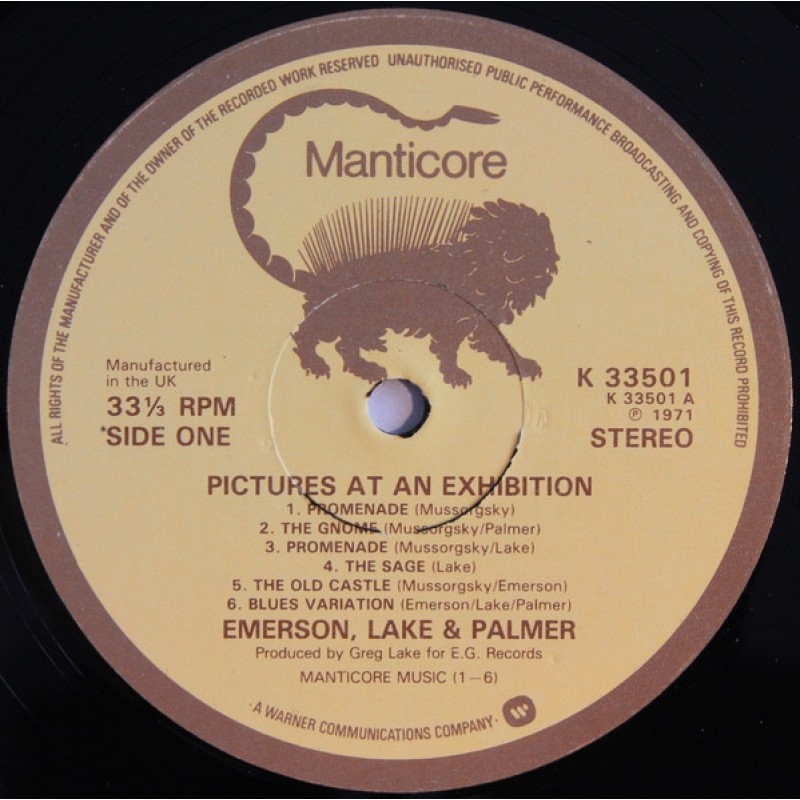 ALL RIGHTS OF THE MANUFACTURER AND OF THE OWNER OF THE RECORDED WORK RESERVED UNAUTHORISED PUBLIC PERFORMANCE BROADCASTING AND COPYING OF THIS RECORD PROHIBITED
Manticore
Manufactured
in the UK
33⅓ RPM
*SIDE ONE
K 33501
K 33501 A
℗ 1971
STEREO
PICTURES AT AN EXHIBITION
1. PROMENADE (Mussorgsky)
2. THE GNOME (Mussorgsky/Palmer)
3. PROMENADE (Mussorgsky/Lake)
4. THE SAGE (Lake)
5. THE OLD CASTLE (Mussorgsky/Emerson)
6. BLUES VARIATION (Emerson/Lake/Palmer)
EMERSON, LAKE & PALMER
Produced by Greg Lake for E.G. Records
MANTICORE MUSIC (1–6)
·A WARNER COMMUNICATIONS COMPANY·